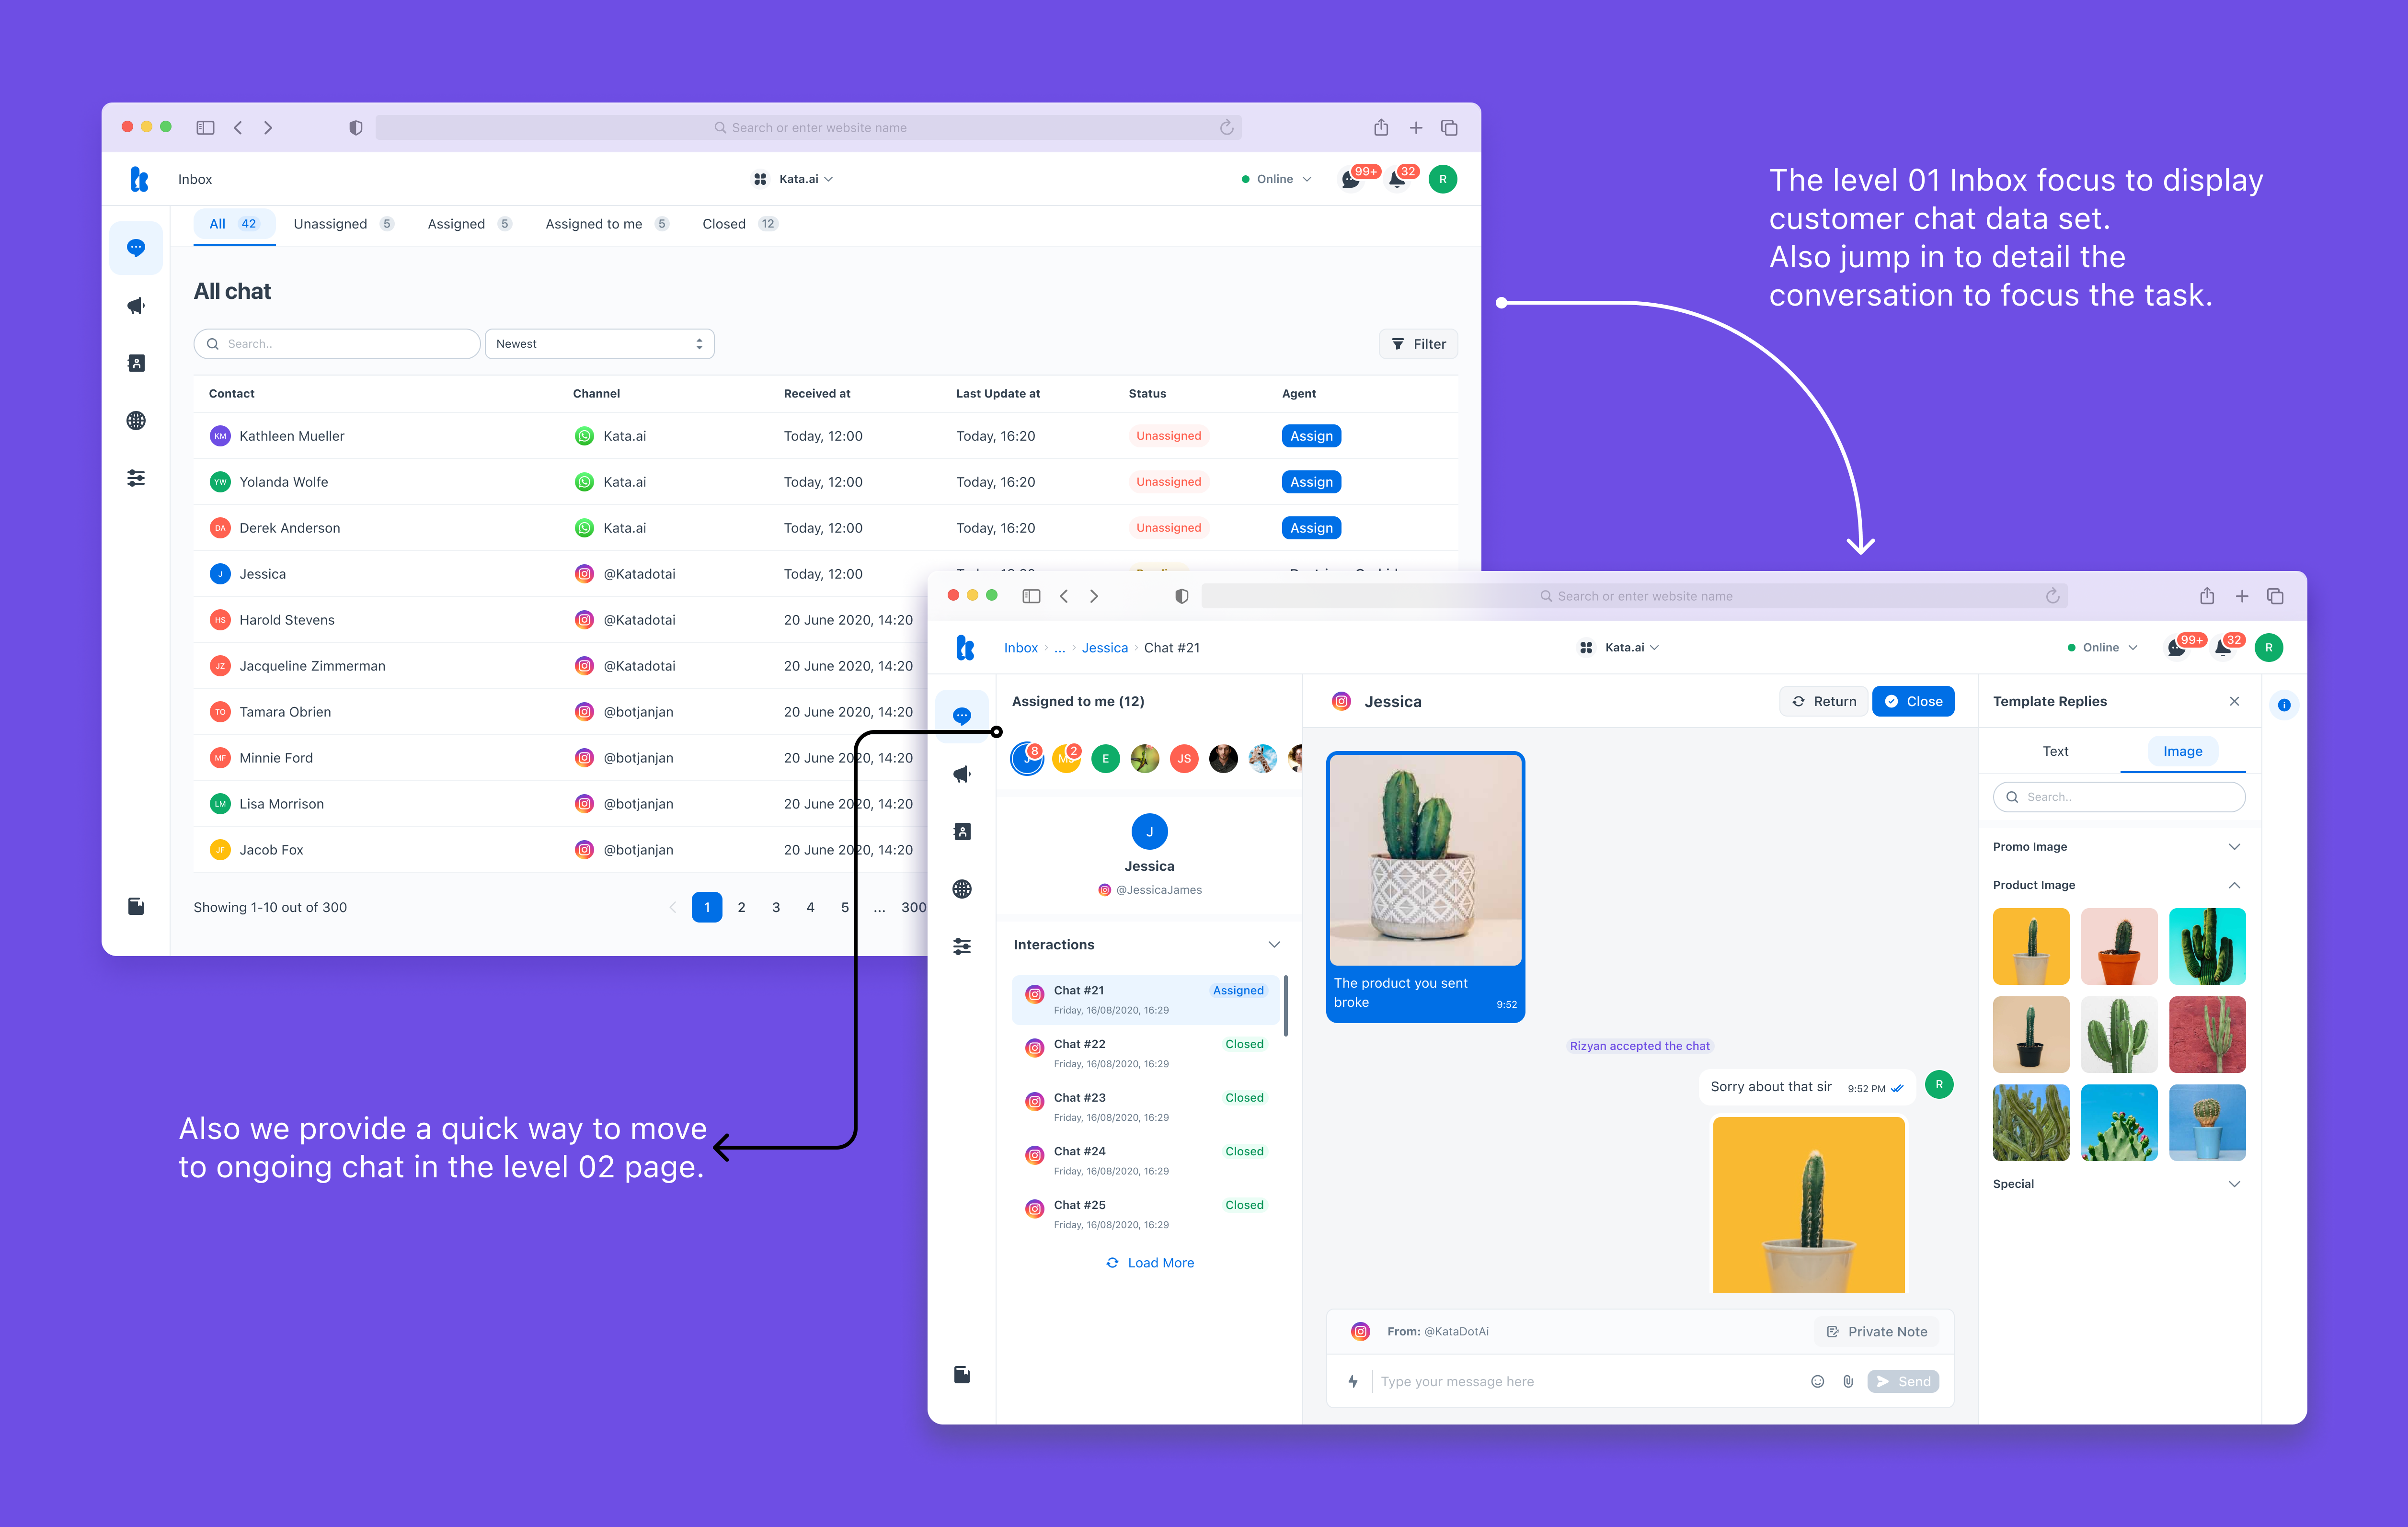 Search or enter website name
Inbox
Kata.ai
Online
99+
32
R
All 42
Unassigned 5
Assigned 5
Assigned to me 5
Closed 12
All chat
Search..
Newest
Filter
Contact Channel Received at Last Update at Status Agent
KM Kathleen Mueller Kata.ai Today, 12:00 Today, 16:20 Unassigned Assign
YW Yolanda Wolfe Kata.ai Today, 12:00 Today, 16:20 Unassigned Assign
DA Derek Anderson Kata.ai Today, 12:00 Today, 16:20 Unassigned Assign
J Jessica @Katadotai Today, 12:00
HS Harold Stevens @Katadotai 20 June 2020, 14:20
JZ Jacqueline Zimmerman @Katadotai 20 June 2020, 14:20
TO Tamara Obrien @botjanjan 20 June 2020, 14:20
MF Minnie Ford @botjanjan 20 June 2020, 14:20
LM Lisa Morrison @botjanjan 20 June 2020, 14:20
JF Jacob Fox @botjanjan 20 June 2020, 14:20
Showing 1-10 out of 300
1 2 3 4 5 ... 300
The level 01 Inbox focus to display
customer chat data set.
Also jump in to detail the
conversation to focus the task.
Also we provide a quick way to move
to ongoing chat in the level 02 page.
Search or enter website name
Inbox > ... > Jessica > Chat #21
Kata.ai
Online
99+
32
R
Assigned to me (12)
J 8 2 E JS
J
Jessica
@JessicaJames
Interactions
Chat #21 Assigned
Friday, 16/08/2020, 16:29
Chat #22 Closed
Friday, 16/08/2020, 16:29
Chat #23 Closed
Friday, 16/08/2020, 16:29
Chat #24 Closed
Friday, 16/08/2020, 16:29
Chat #25 Closed
Friday, 16/08/2020, 16:29
Load More
Jessica
Return
Close
The product you sent
broke 9:52
Rizyan accepted the chat
Sorry about that sir 9:52 PM
R
From: @KataDotAi
Private Note
Type your message here
Send
Template Replies
Text
Image
Search..
Promo Image
Product Image
Special